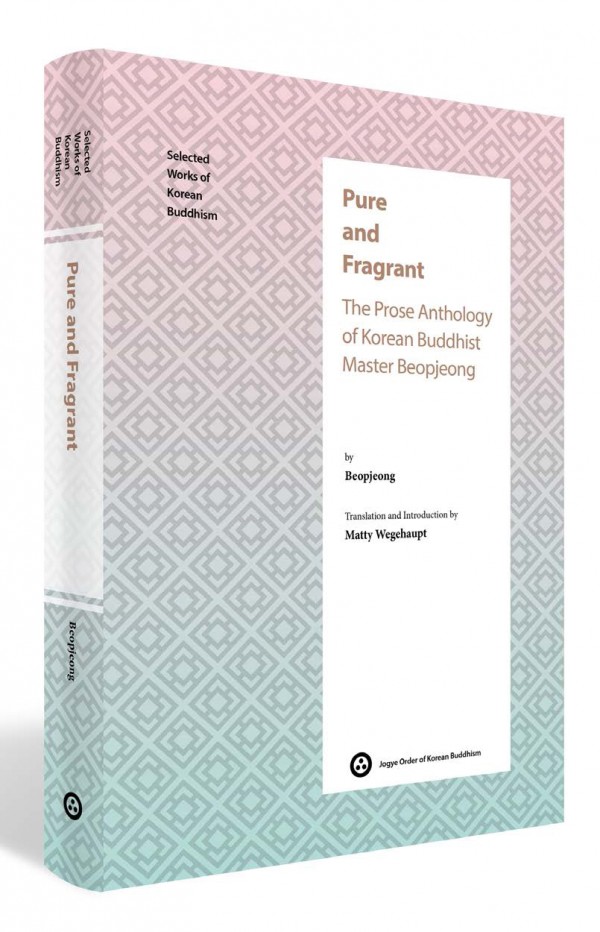 Selected
Works of
Korean
Buddhism
Pure and Fragrant
Beopjeong
Selected
Works of
Korean
Buddhism
Pure
and
Fragrant
The Prose Anthology
of Korean Buddhist
Master Beopjeong
by
Beopjeong
Translation and Introduction by
Matty Wegehaupt
Jogye Order of Korean Buddhism